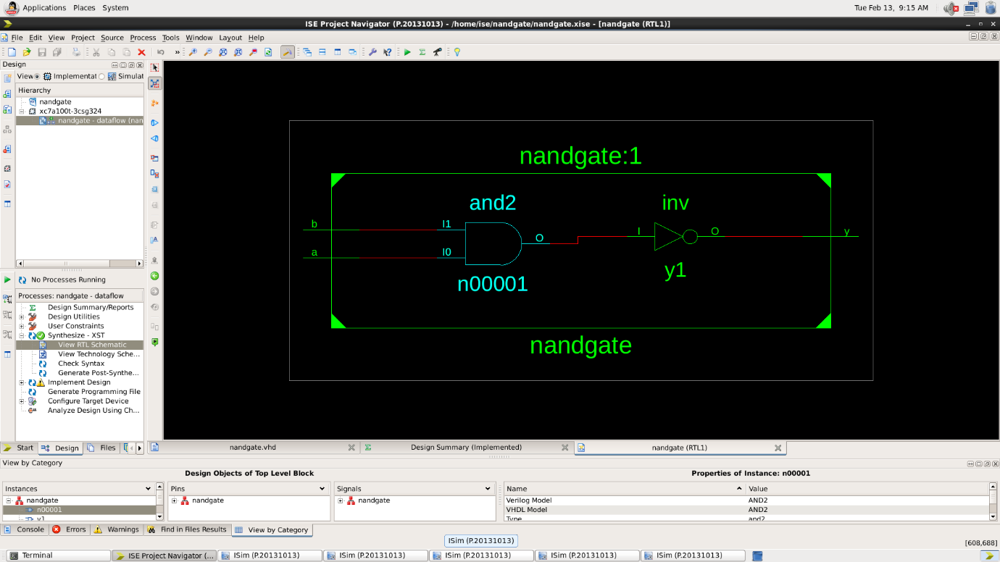 Applications Places System
Tue Feb 13, 9:15 AM
ISE Project Navigator (P.20131013) - /home/ise/nandgate/nandgate.xise - [nandgate (RTL1)]
File Edit View Project Source Process Tools Window Layout Help
»
Design
View Implementat Simulat
Hierarchy
nandgate
xc7a100t-3csg324
nandgate - dataflow (nan
No Processes Running
Processes: nandgate - dataflow
Design Summary/Reports
Design Utilities
User Constraints
Synthesize - XST
View RTL Schematic
View Technology Sche...
Check Syntax
Generate Post-Synthe...
Implement Design
Generate Programming File
Configure Target Device
Analyze Design Using Ch...
Start Design Files
nandgate:1
and2 inv
b I1
O I O y
a I0
n00001 y1
nandgate
nandgate.vhd Design Summary (Implemented) nandgate (RTL1)
View by Category
Design Objects of Top Level Block Properties of Instance: n00001
Instances Pins Signals Name Value
nandgate nandgate nandgate Verilog Model AND2
n00001 VHDL Model AND2
y1 Type and2
Console Errors Warnings Find in Files Results View by Category
ISim (P.20131013)
[608,688]
Terminal ISE Project Navigator (... ISim (P.20131013) ISim (P.20131013) ISim (P.20131013) ISim (P.20131013) ISim (P.20131013)